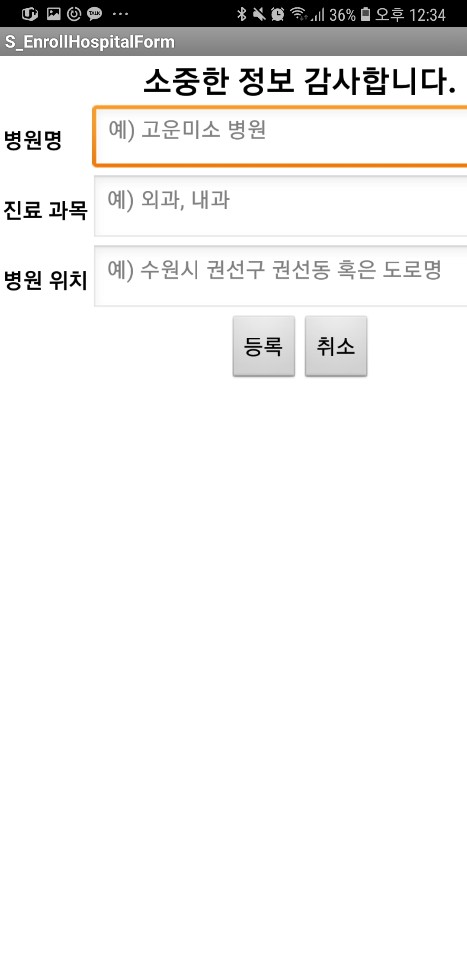 TALK 36% 오후 12:34
S_EnrollHospitalForm
소중한 정보 감사합니다.
병원명 예) 고운미소 병원
진료 과목 예) 외과, 내과
병원 위치 예) 수원시 권선구 권선동 혹은 도로명
등록 취소